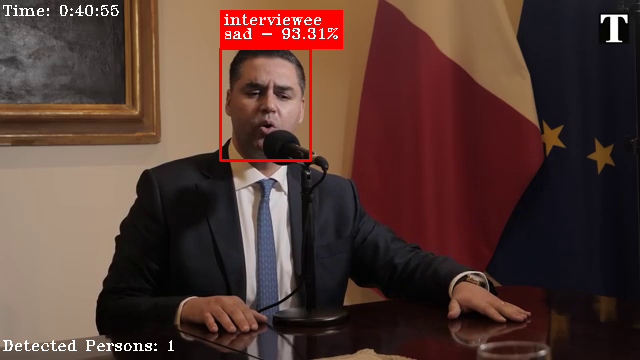 Time: 0:40:55
interviewee
sad - 93.31%
T
Detected Persons: 1